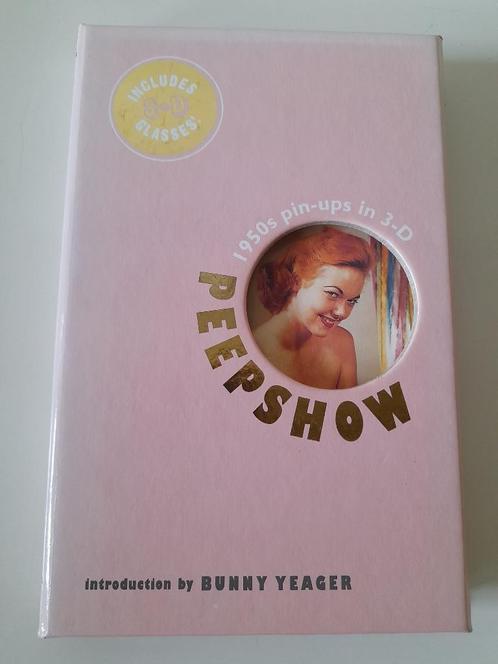 INCLUDES
3-D
GLASSES!
1950s pin-ups in 3-D
PEEPSHOW
introduction by BUNNY YEAGER